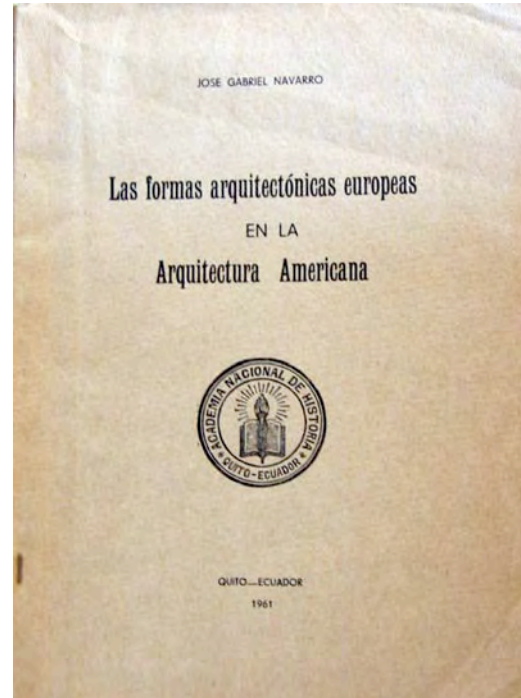 JOSE GABRIEL NAVARRO
Las formas arquitectónicas europeas
EN LA
Arquitectura Americana
ACADEMIA NACIONAL DE HISTORIA
* QUITO-ECUADOR *
QUITO—ECUADOR
1961